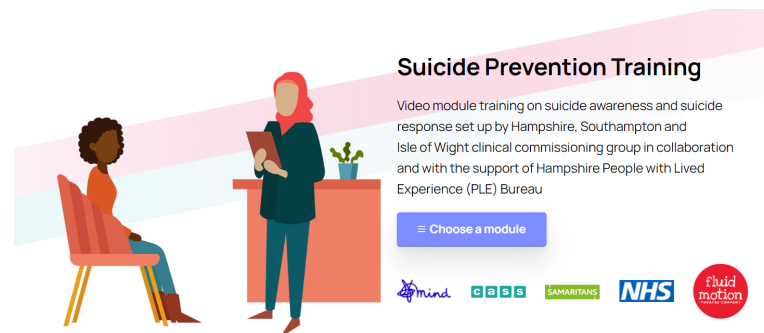 Suicide Prevention Training
Video module training on suicide awareness and suicide
response set up by Hampshire, Southampton and
Isle of Wight clinical commissioning group in collaboration
and with the support of Hampshire People with Lived
Experience (PLE) Bureau
≡ Choose a module
mind
cass
SAMARITANS
NHS
fluid
motion
THEATRE COMPANY